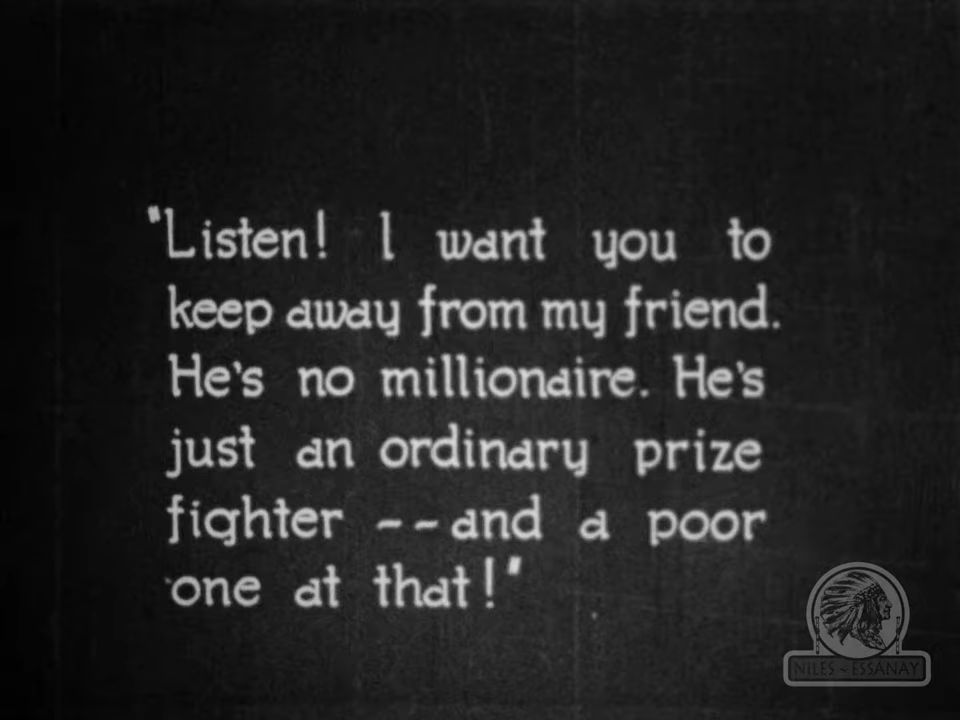 "Listen! I want you to
keep away from my friend.
He's no millionaire. He's
just an ordinary prize
fighter -- and a poor
one at that!"
NILES ~ ESSANAY